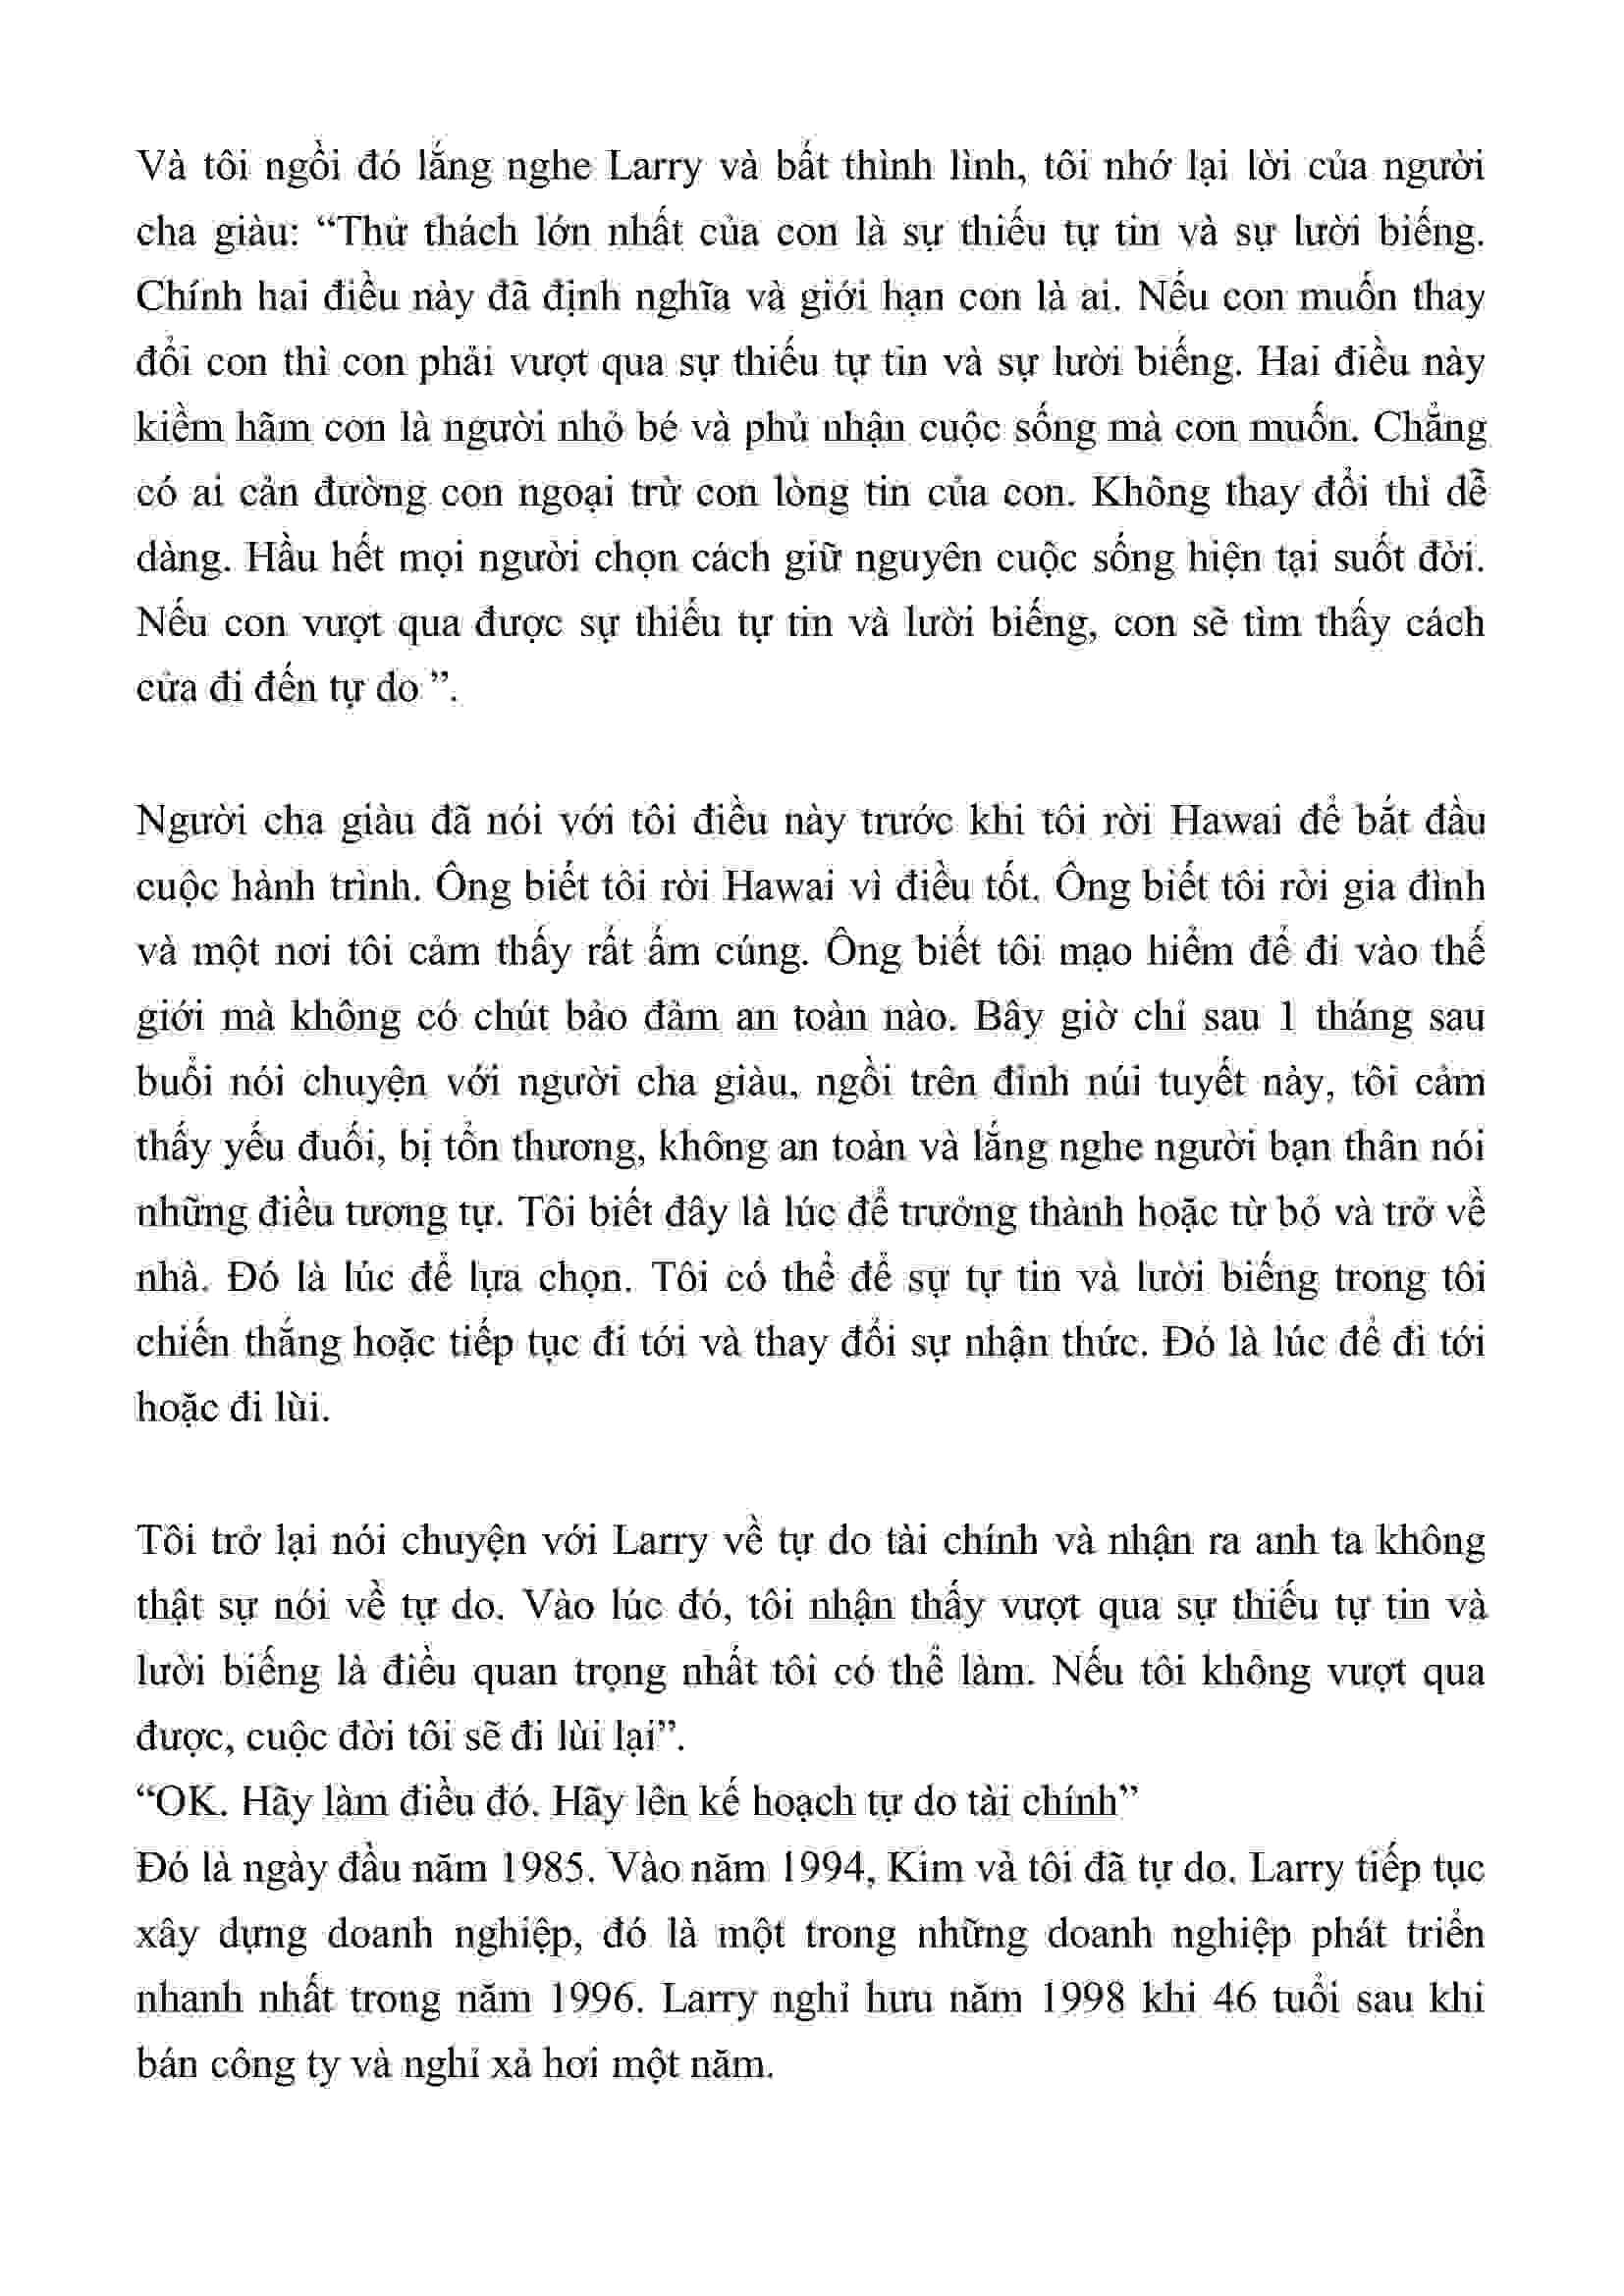 Và tôi ngồi đó lắng nghe Larry và bất thình lình, tôi nhớ lại lời của người
cha giàu: “Thử thách lớn nhất của con là sự thiếu tự tin và sự lười biếng.
Chính hai điều này đã định nghĩa và giới hạn con là ai. Nếu con muốn thay
đổi con thì con phải vượt qua sự thiếu tự tin và sự lười biếng. Hai điều này
kiềm hãm con là người nhỏ bé và phủ nhận cuộc sống mà con muốn. Chẳng
có ai cản đường con ngoại trừ con lòng tin của con. Không thay đổi thì dễ
dàng. Hầu hết mọi người chọn cách giữ nguyên cuộc sống hiện tại suốt đời.
Nếu con vượt qua được sự thiếu tự tin và lười biếng, con sẽ tìm thấy cách
cửa đi đến tự do ”.
Người cha giàu đã nói với tôi điều này trước khi tôi rời Hawai để bắt đầu
cuộc hành trình. Ông biết tôi rời Hawai vì điều tốt. Ông biết tôi rời gia đình
và một nơi tôi cảm thấy rất ấm cúng. Ông biết tôi mạo hiểm để đi vào thế
giới mà không có chút bảo đảm an toàn nào. Bây giờ chỉ sau 1 tháng sau
buổi nói chuyện với người cha giàu, ngồi trên đỉnh núi tuyết này, tôi cảm
thấy yếu đuối, bị tổn thương, không an toàn và lắng nghe người bạn thân nói
những điều tương tự. Tôi biết đây là lúc để trưởng thành hoặc từ bỏ và trở về
nhà. Đó là lúc để lựa chọn. Tôi có thể để sự tự tin và lười biếng trong tôi
chiến thắng hoặc tiếp tục đi tới và thay đổi sự nhận thức. Đó là lúc để đi tới
hoặc đi lùi.
Tôi trở lại nói chuyện với Larry về tự do tài chính và nhận ra anh ta không
thật sự nói về tự do. Vào lúc đó, tôi nhận thấy vượt qua sự thiếu tự tin và
lười biếng là điều quan trọng nhất tôi có thể làm. Nếu tôi không vượt qua
được, cuộc đời tôi sẽ đi lùi lại”.
“OK. Hãy làm điều đó. Hãy lên kế hoạch tự do tài chính”
Đó là ngày đầu năm 1985. Vào năm 1994, Kim và tôi đã tự do. Larry tiếp tục
xây dựng doanh nghiệp, đó là một trong những doanh nghiệp phát triển
nhanh nhất trong năm 1996. Larry nghỉ hưu năm 1998 khi 46 tuổi sau khi
bán công ty và nghỉ xả hơi một năm.